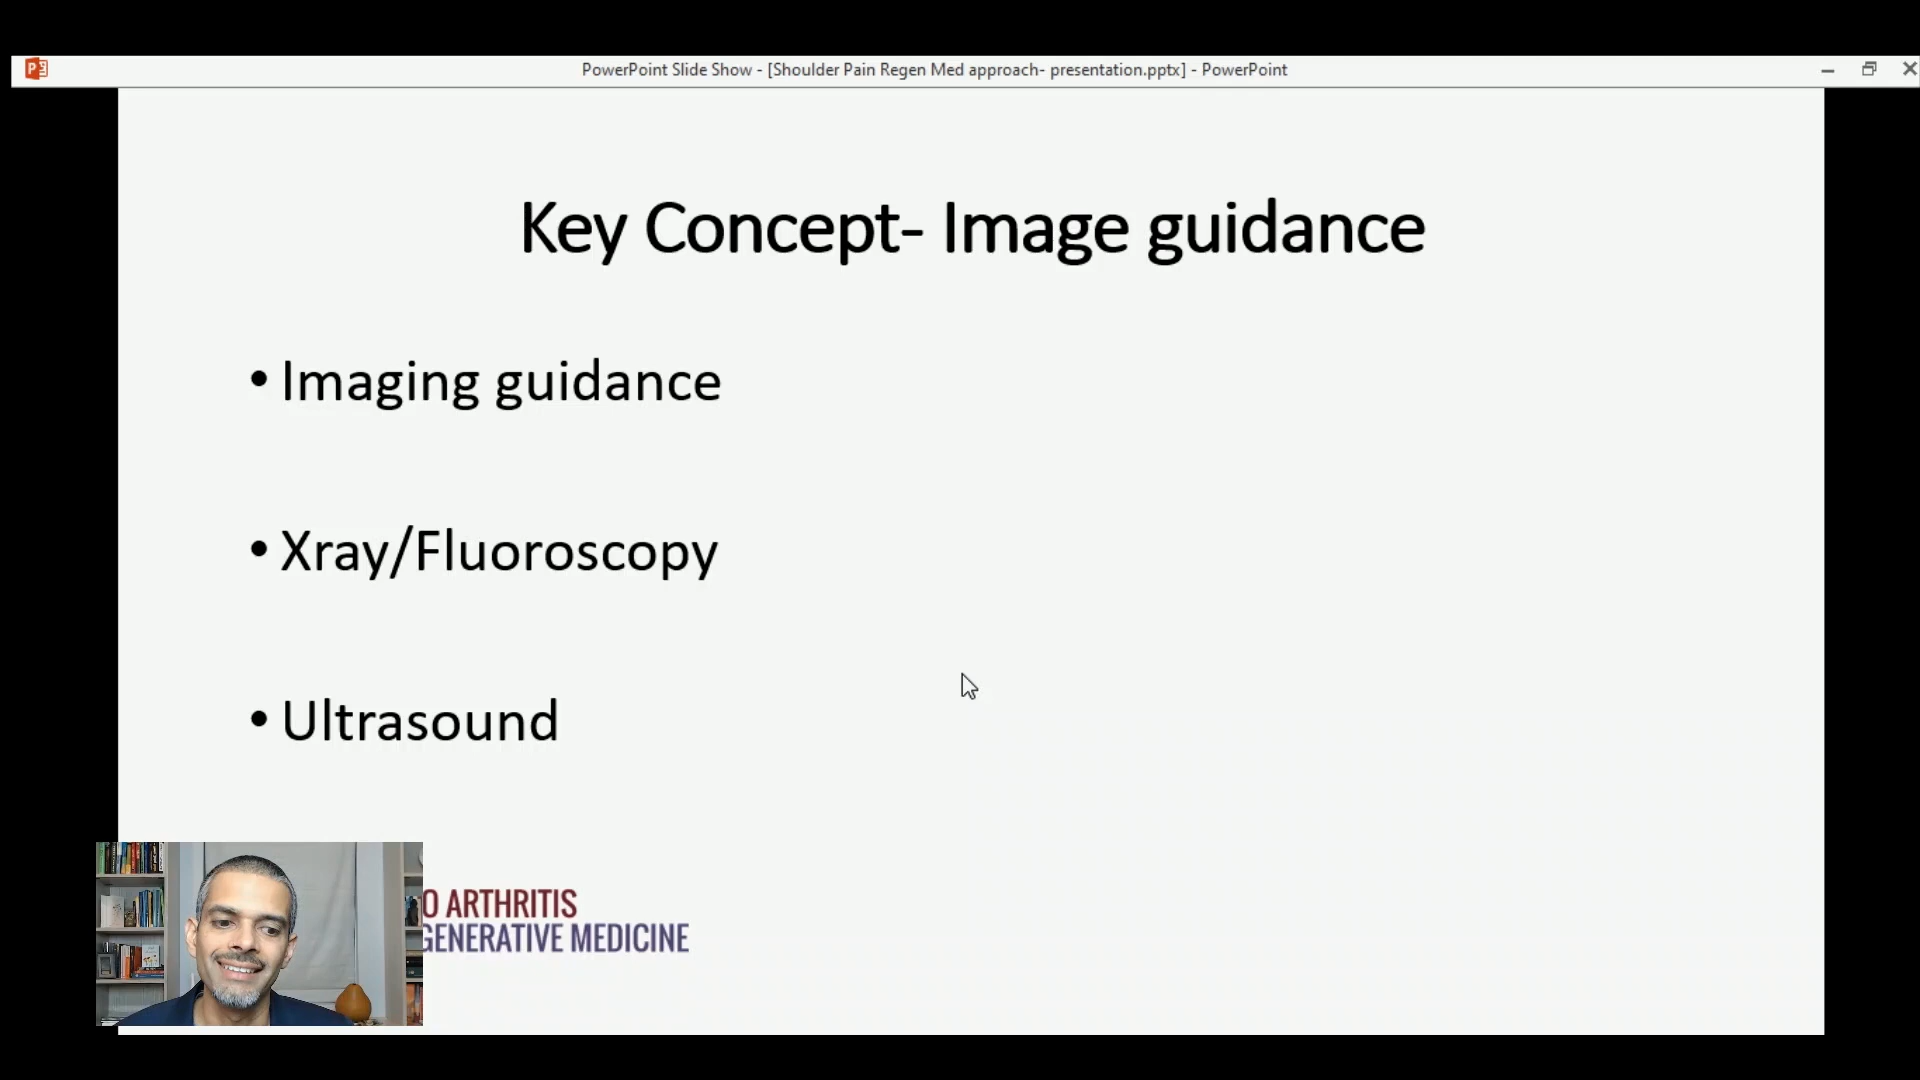 PowerPoint Slide Show - [Shoulder Pain Regen Med approach- presentation.pptx] - PowerPoint
Key Concept- Image guidance
• Imaging guidance
• Xray/Fluoroscopy
• Ultrasound
O ARTHRITIS
GENERATIVE MEDICINE